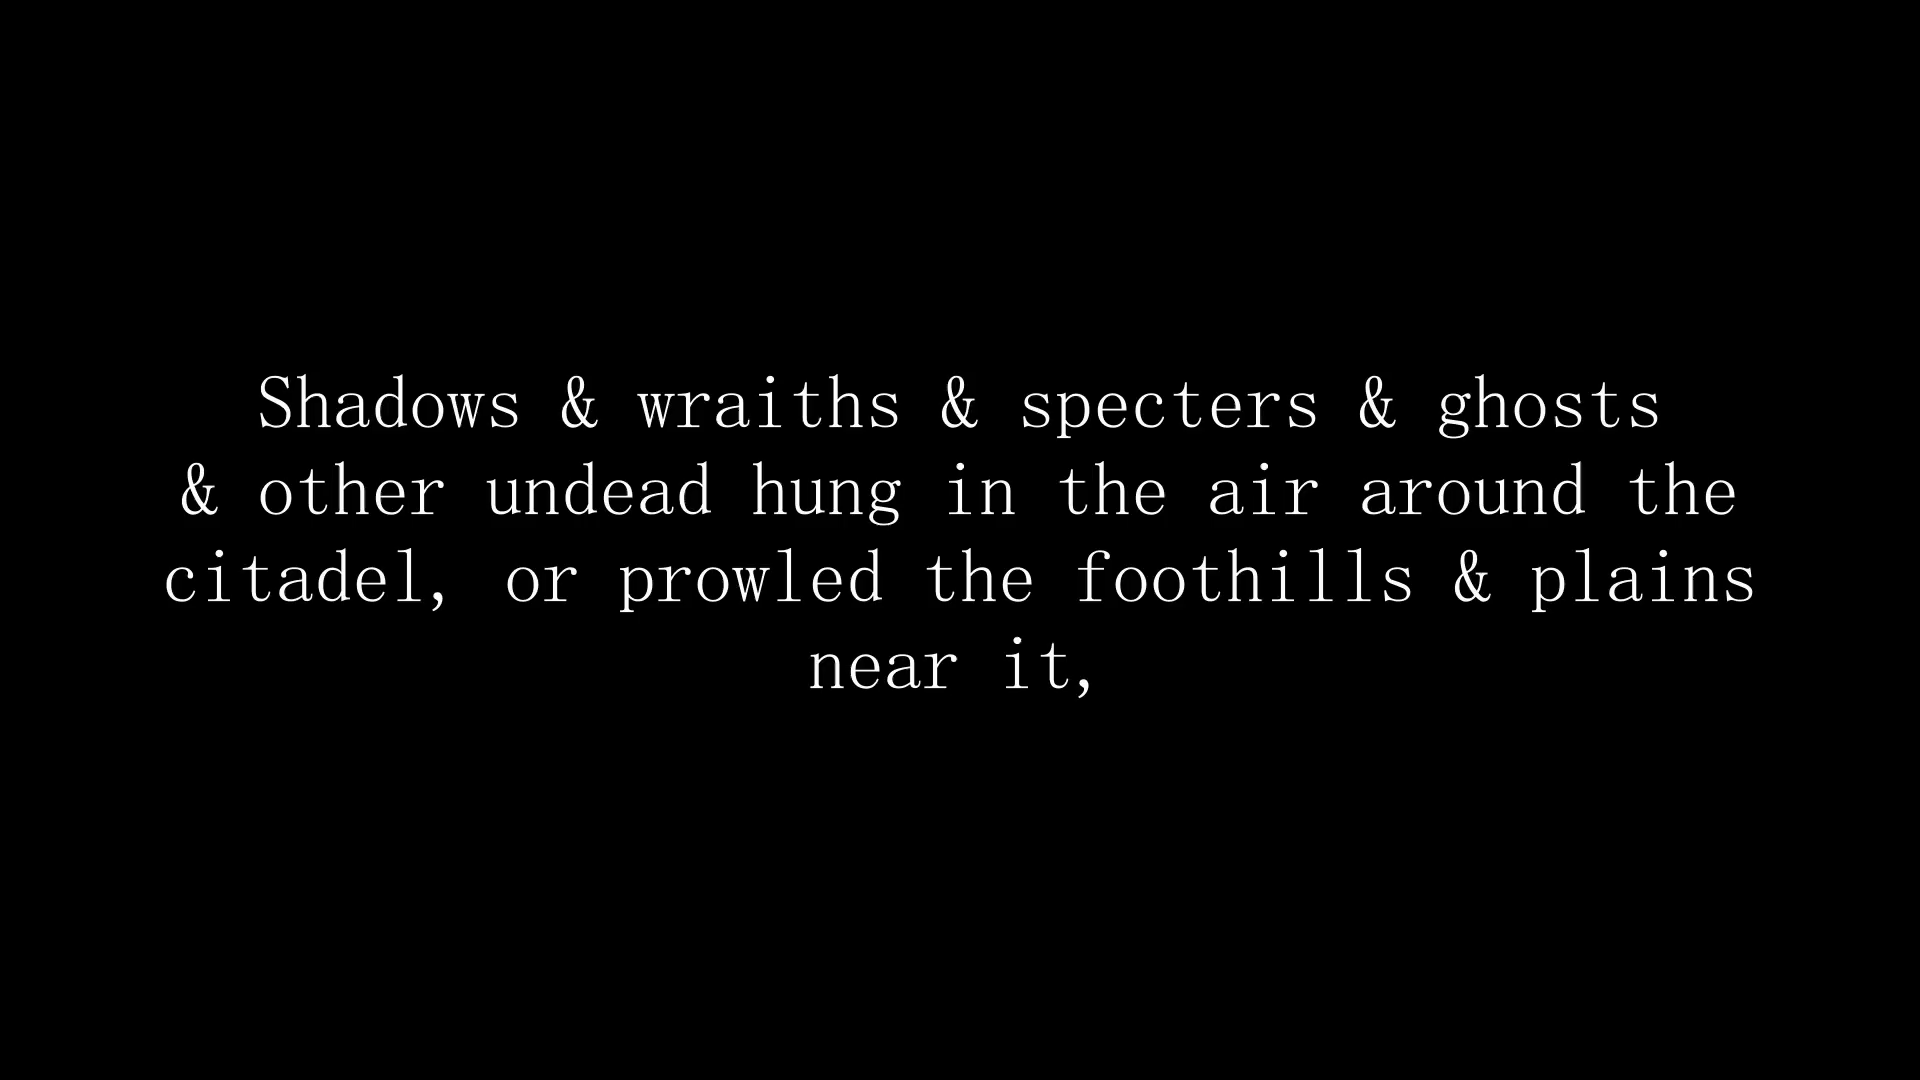 Shadows & wraiths & specters & ghosts
& other undead hung in the air around the
citadel, or prowled the foothills & plains
near it,